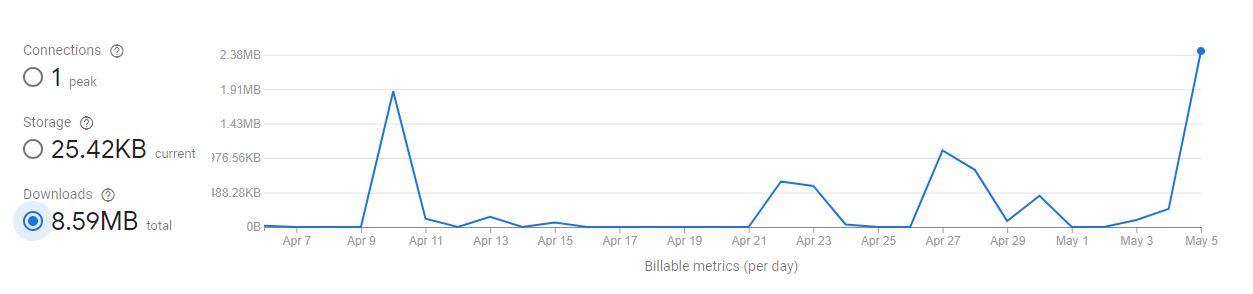 Connections
1 peak
Storage
25.42KB current
Downloads
8.59MB total
2.38MB
1.91MB
1.43MB
976.56KB
488.28KB
0B
Apr 7 Apr 9 Apr 11 Apr 13 Apr 15 Apr 17 Apr 19 Apr 21 Apr 23 Apr 25 Apr 27 Apr 29 May 1 May 3 May 5
Billable metrics (per day)